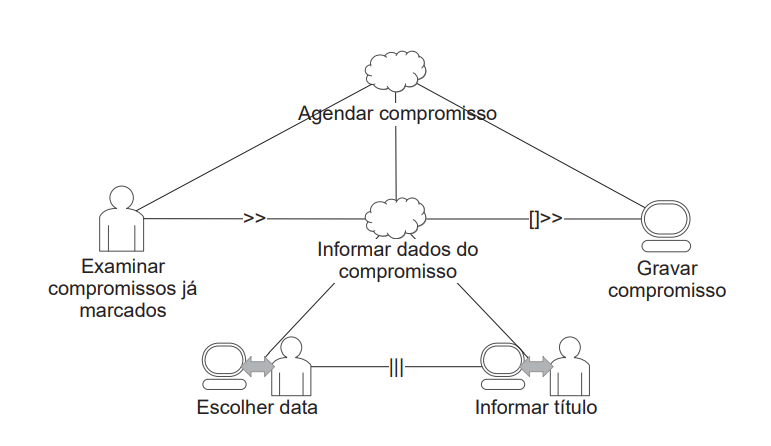 Agendar compromisso
>>
[]>>
Examinar
compromissos já
marcados
Informar dados do
compromisso
Gravar
compromisso
|||
Escolher data
Informar título